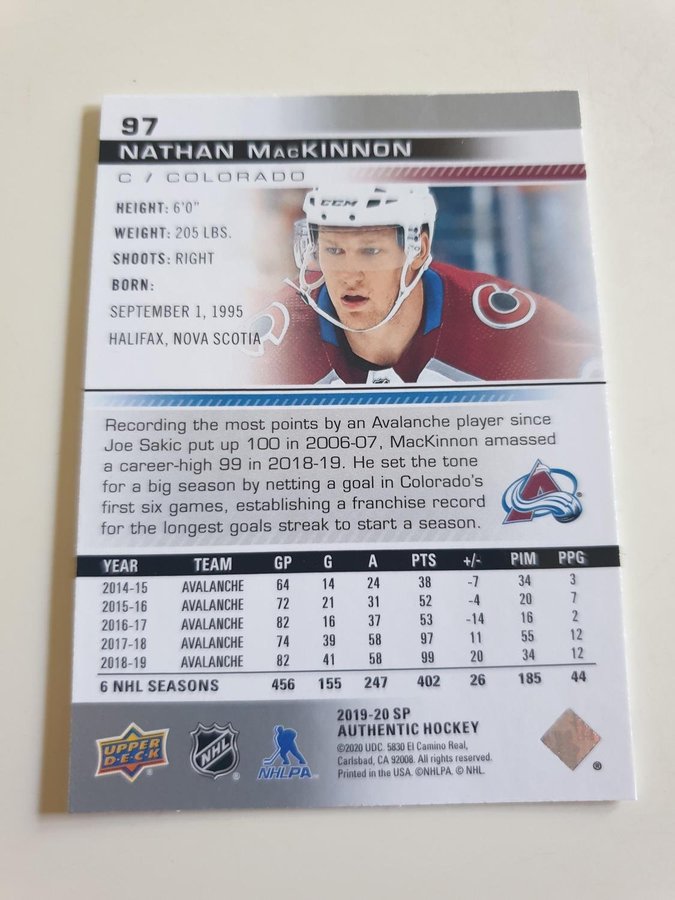 97
NATHAN MacKINNON
C / COLORADO
HEIGHT: 6'0"
WEIGHT: 205 LBS.
SHOOTS: RIGHT
BORN:
SEPTEMBER 1, 1995
HALIFAX, NOVA SCOTIA
CCM
Recording the most points by an Avalanche player since
Joe Sakic put up 100 in 2006-07, MacKinnon amassed
a career-high 99 in 2018-19. He set the tone
for a big season by netting a goal in Colorado's
first six games, establishing a franchise record
for the longest goals streak to start a season.
YEAR TEAM GP G A PTS +/- PIM PPG
2014-15 AVALANCHE 64 14 24 38 -7 34 3
2015-16 AVALANCHE 72 21 31 52 -4 20 7
2016-17 AVALANCHE 82 16 37 53 -14 16 2
2017-18 AVALANCHE 74 39 58 97 11 55 12
2018-19 AVALANCHE 82 41 58 99 20 34 12
6 NHL SEASONS 456 155 247 402 26 185 44
UPPER DECK
NHL
NHLPA
2019-20 SP
AUTHENTIC HOCKEY
©2020 UDC. 5830 El Camino Real,
Carlsbad, CA 92008. All rights reserved.
Printed in the USA. ©NHLPA © NHL.
®